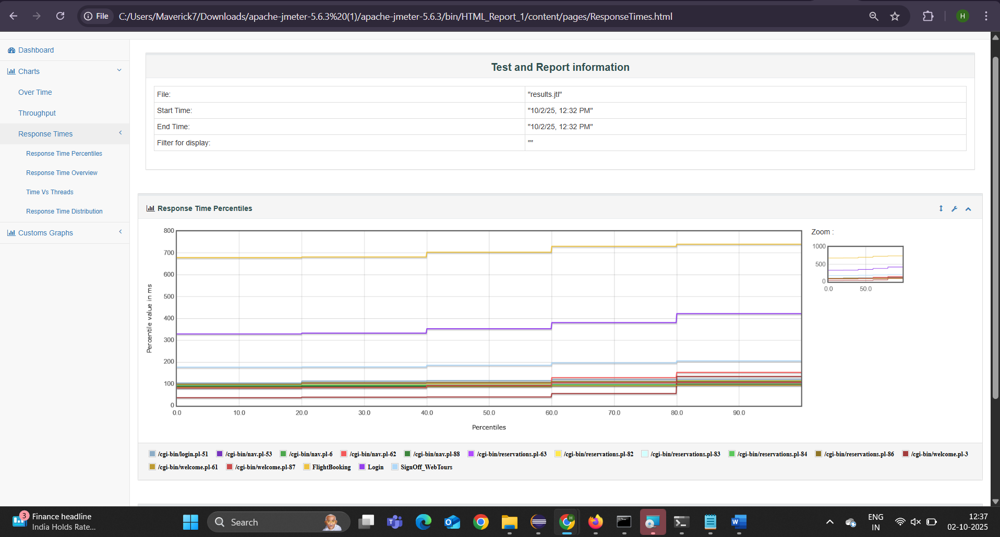 File
C:/Users/Maverick7/Downloads/apache-jmeter-5.6.3%20(1)/apache-jmeter-5.6.3/bin/HTML_Report_1/content/pages/ResponseTimes.html
H
Dashboard
Charts
Over Time
Throughput
Response Times
Response Time Percentiles
Response Time Overview
Time Vs Threads
Response Time Distribution
Customs Graphs
Test and Report information
File: "results.jtl"
Start Time: "10/2/25, 12:32 PM"
End Time: "10/2/25, 12:32 PM"
Filter for display: ""
Response Time Percentiles
Percentile value in ms
800
700
600
500
400
300
200
100
0
0.0 10.0 20.0 30.0 40.0 50.0 60.0 70.0 80.0 90.0
Percentiles
Zoom :
1000
500
0
0.0 50.0
/cgi-bin/login.pl-51 /cgi-bin/nav.pl-53 /cgi-bin/nav.pl-6 /cgi-bin/nav.pl-62 /cgi-bin/nav.pl-88 /cgi-bin/reservations.pl-63 /cgi-bin/reservations.pl-82 /cgi-bin/reservations.pl-83 /cgi-bin/reservations.pl-84 /cgi-bin/reservations.pl-86 /cgi-bin/welcome.pl-3
/cgi-bin/welcome.pl-61 /cgi-bin/welcome.pl-87 FlightBooking Login SignOff_WebTours
3
Finance headline
India Holds Rate...
Search
H
ENG
IN
12:37
02-10-2025